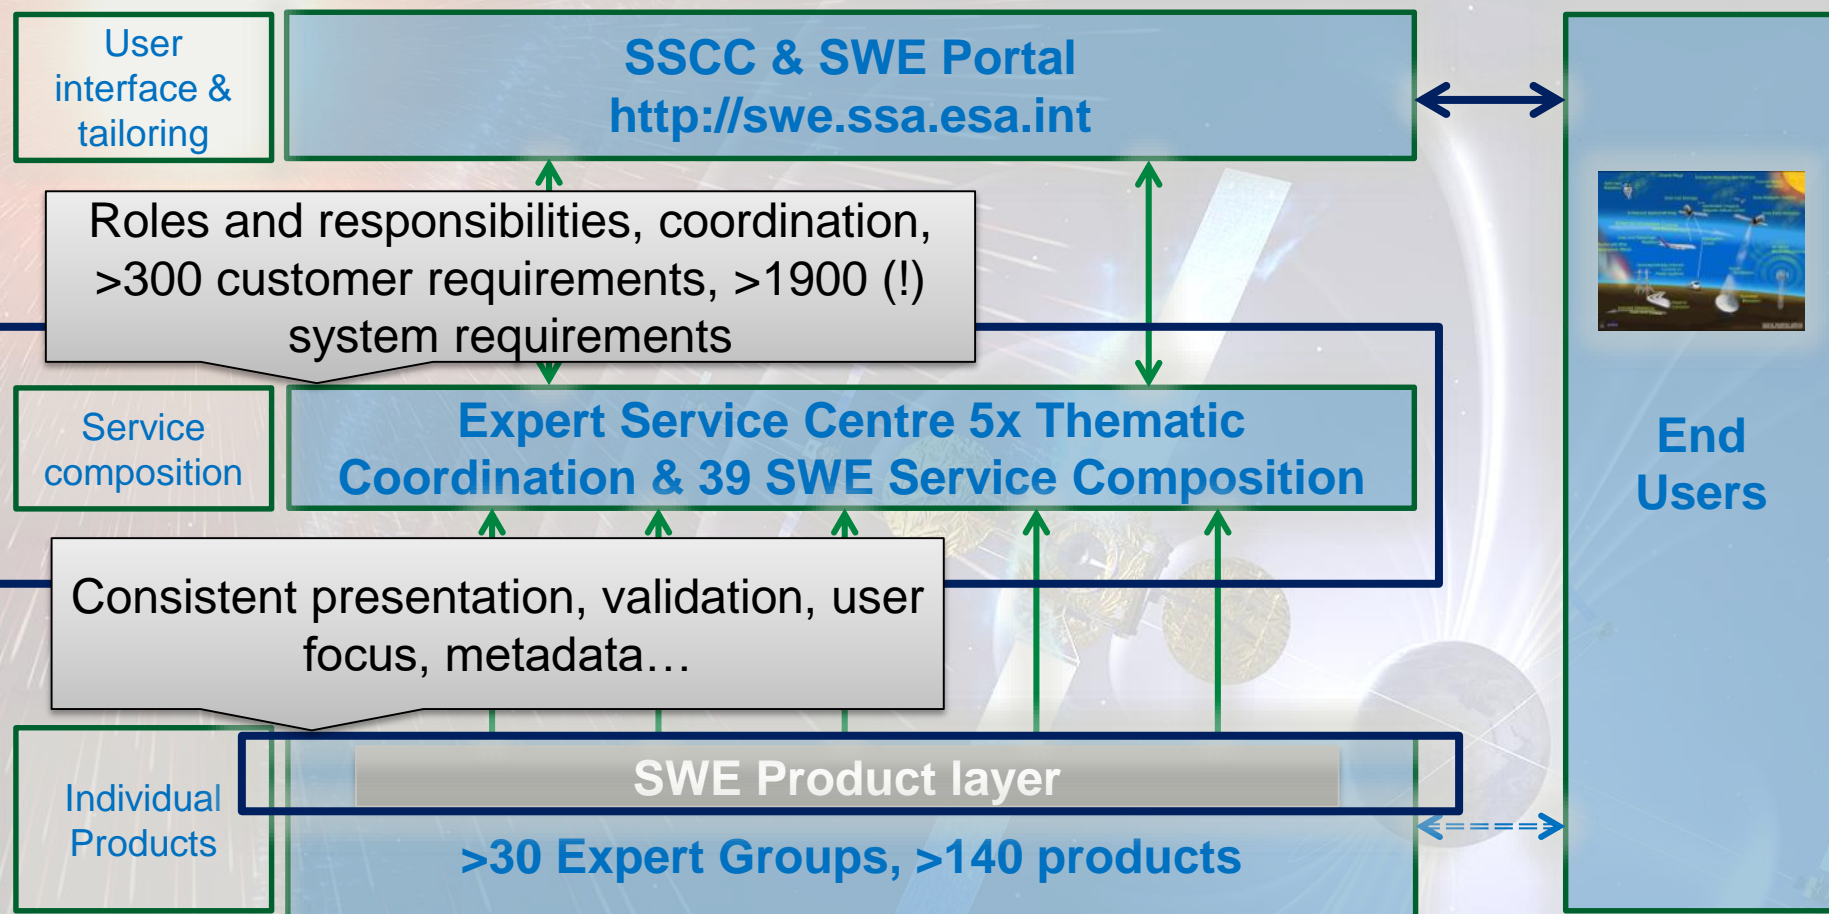 User
interface &
tailoring
SSCC & SWE Portal
http://swe.ssa.esa.int
Roles and responsibilities, coordination,
>300 customer requirements, >1900 (!)
system requirements
Service
composition
Expert Service Centre 5x Thematic
Coordination & 39 SWE Service Composition
End
Users
Consistent presentation, validation, user
focus, metadata…
Individual
Products
SWE Product layer
>30 Expert Groups, >140 products